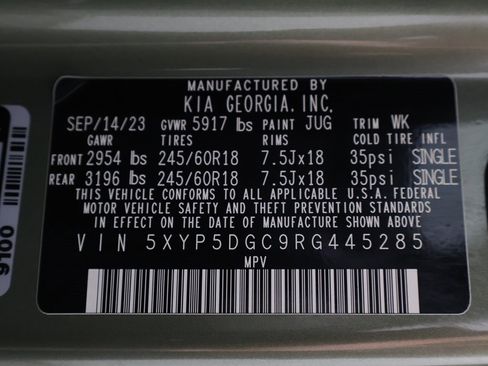 MANUFACTURED BY
KIA GEORGIA. INC.
SEP/14/23 GVWR 5917 lbs PAINT JUG TRIM WK
GAWR TIRES RIMS COLD TIRE INFL
FRONT 2954 lbs 245/60R18 7.5Jx18 35psi SINGLE
REAR 3196 lbs 245/60R18 7.5Jx18 35psi SINGLE
THIS VEHICLE CONFORMS TO ALL APPLICABLE U.S.A. FEDERAL
MOTOR VEHICLE SAFETY BUMPER, AND THEFT PREVENTION STANDARDS
IN EFFECT ON THE DATE OF MANUFACTURE SHOWN ABOVE.
VIN 5XYP5DGC9RG445285
MPV
9100